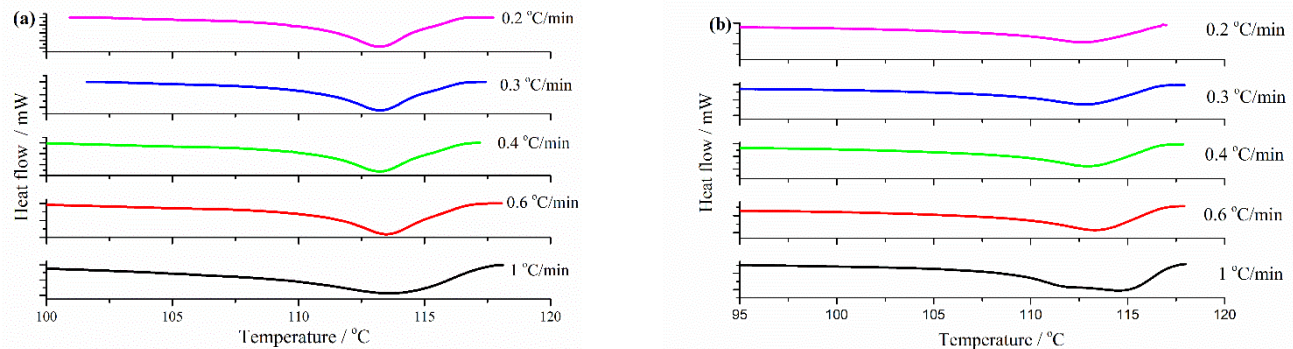 (a)
0.2 °C/min
0.3 °C/min
0.4 °C/min
0.6 °C/min
1 °C/min
Heat flow / mW
100 105 110 115 120
Temperature / °C
(b)
0.2 °C/min
0.3 °C/min
0.4 °C/min
0.6 °C/min
1 °C/min
Heat flow / mW
95 100 105 110 115 120
Temperature / °C